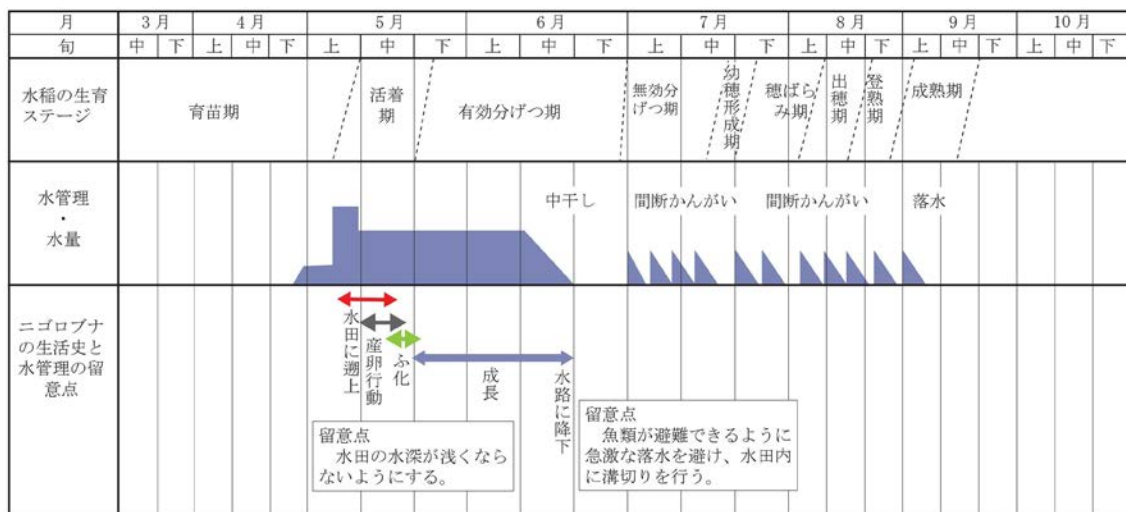 月 3月 4月 5月 6月 7月 8月 9月 10月
旬 中 下 上 中 下 上 中 下 上 中 下 上 中 下 上 中 下 上 中 下 上 中 下
水稲の生育
ステージ
育苗期
活着
期
有効分げつ期
無効分
げつ期
幼穂形成期
穂ばら
み期
出穂期
登熟期
成熟期
水管理
・
水量
中干し
間断かんがい
間断かんがい
落水
ニゴロブナ
の生活史と
水管理の留
意点
水田に遡上
産卵行動
ふ化
成長
水路に降下
留意点
水田の水深が浅くなら
ないようにする。
留意点
魚類が避難できるように
急激な落水を避け、水田内
に溝切りを行う。